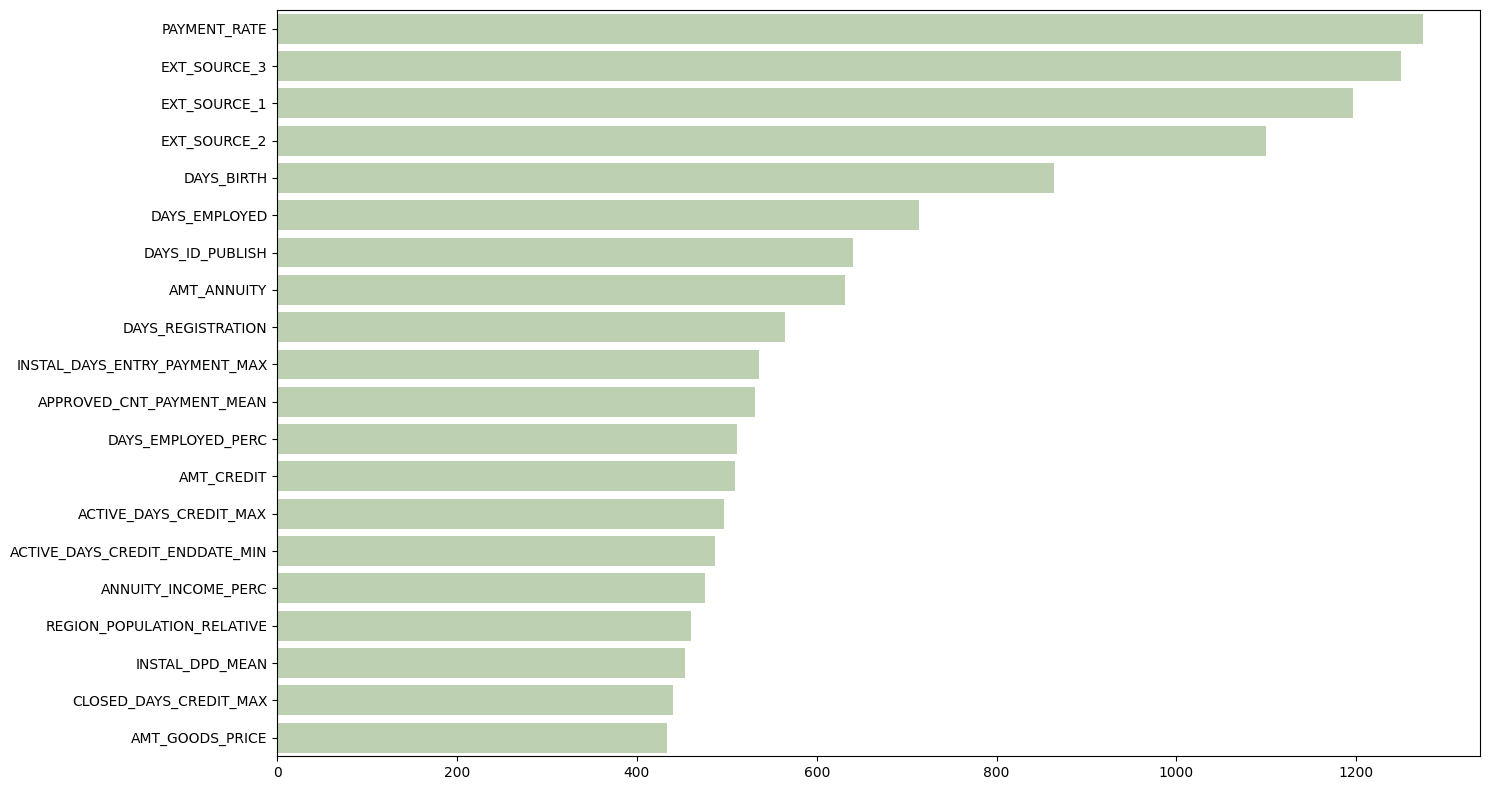 PAYMENT_RATE
EXT_SOURCE_3
EXT_SOURCE_1
EXT_SOURCE_2
DAYS_BIRTH
DAYS_EMPLOYED
DAYS_ID_PUBLISH
AMT_ANNUITY
DAYS_REGISTRATION
INSTAL_DAYS_ENTRY_PAYMENT_MAX
APPROVED_CNT_PAYMENT_MEAN
DAYS_EMPLOYED_PERC
AMT_CREDIT
ACTIVE_DAYS_CREDIT_MAX
ACTIVE_DAYS_CREDIT_ENDDATE_MIN
ANNUITY_INCOME_PERC
REGION_POPULATION_RELATIVE
INSTAL_DPD_MEAN
CLOSED_DAYS_CREDIT_MAX
AMT_GOODS_PRICE
0 200 400 600 800 1000 1200